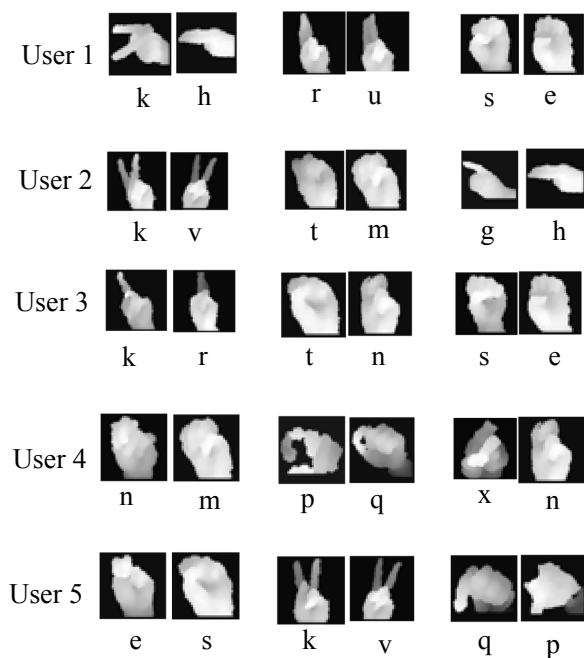 User 1
k h r u s e
User 2
k v t m g h
User 3
k r t n s e
User 4
n m p q x n
User 5
e s k v q p